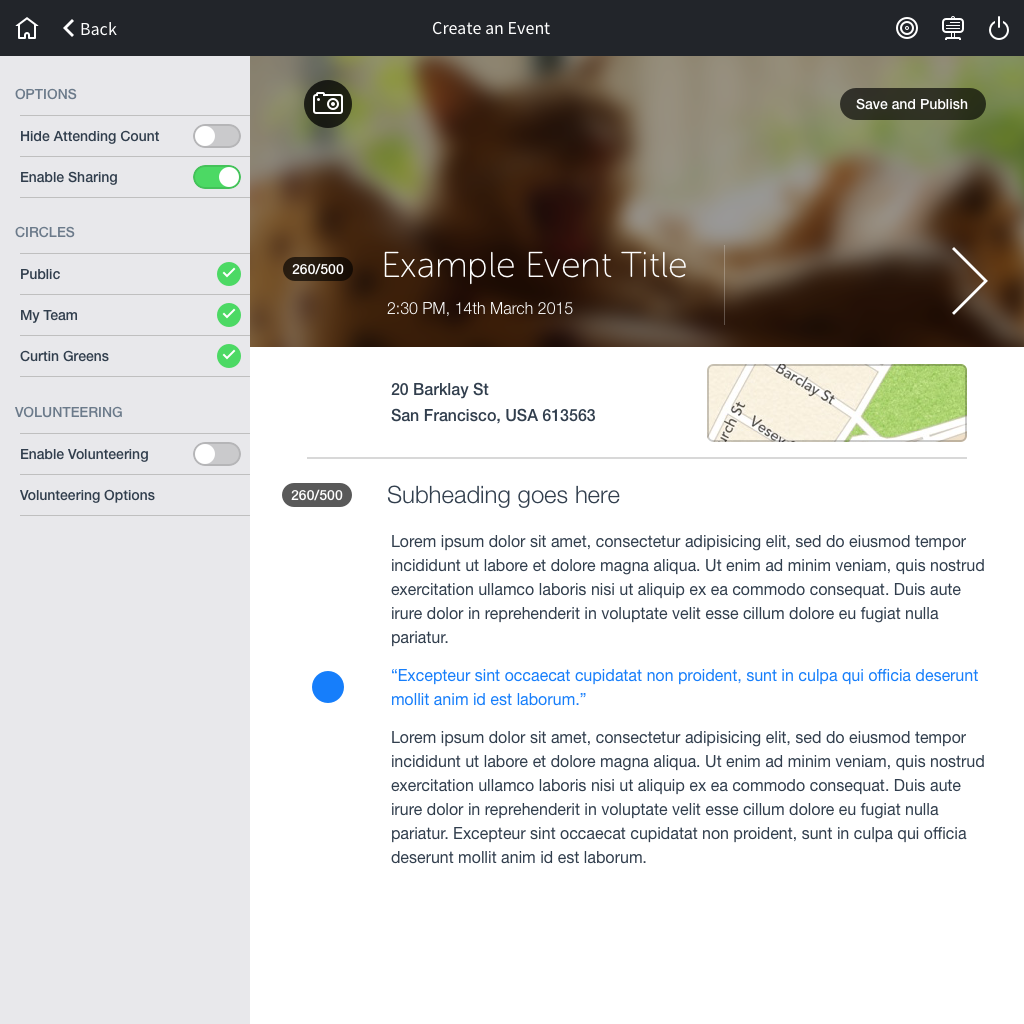 Back
Create an Event
OPTIONS
Hide Attending Count
Enable Sharing
CIRCLES
Public
My Team
Curtin Greens
VOLUNTEERING
Enable Volunteering
Volunteering Options
Save and Publish
260/500
Example Event Title
2:30 PM, 14th March 2015
20 Barklay St
San Francisco, USA 613563
Barclay St
urch St
Vesey
260/500
Subheading goes here
Lorem ipsum dolor sit amet, consectetur adipisicing elit, sed do eiusmod tempor
incididunt ut labore et dolore magna aliqua. Ut enim ad minim veniam, quis nostrud
exercitation ullamco laboris nisi ut aliquip ex ea commodo consequat. Duis aute
irure dolor in reprehenderit in voluptate velit esse cillum dolore eu fugiat nulla
pariatur.
“Excepteur sint occaecat cupidatat non proident, sunt in culpa qui officia deserunt
mollit anim id est laborum.”
Lorem ipsum dolor sit amet, consectetur adipisicing elit, sed do eiusmod tempor
incididunt ut labore et dolore magna aliqua. Ut enim ad minim veniam, quis nostrud
exercitation ullamco laboris nisi ut aliquip ex ea commodo consequat. Duis aute
irure dolor in reprehenderit in voluptate velit esse cillum dolore eu fugiat nulla
pariatur. Excepteur sint occaecat cupidatat non proident, sunt in culpa qui officia
deserunt mollit anim id est laborum.